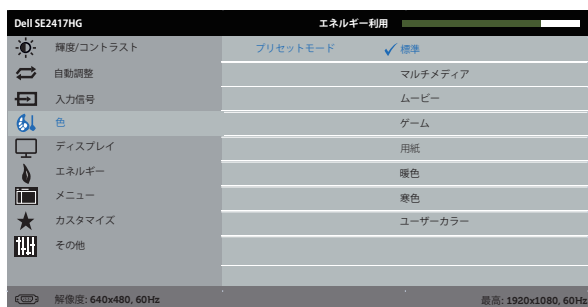 Dell SE2417HG エネルギー利用
輝度/コントラスト プリセットモード 標準
自動調整 マルチメディア
入力信号 ムービー
色 ゲーム
ディスプレイ 用紙
エネルギー 暖色
メニュー 寒色
カスタマイズ ユーザーカラー
その他
解像度: 640x480, 60Hz 最高: 1920x1080, 60Hz